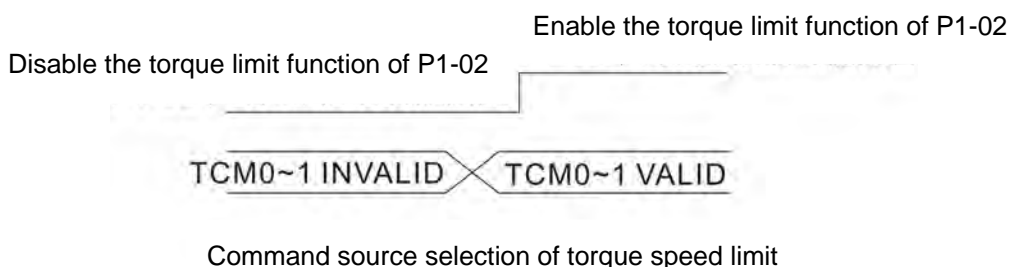 Enable the torque limit function of P1-02
Disable the torque limit function of P1-02
TCM0~1 INVALID
TCM0~1 VALID
Command source selection of torque speed limit